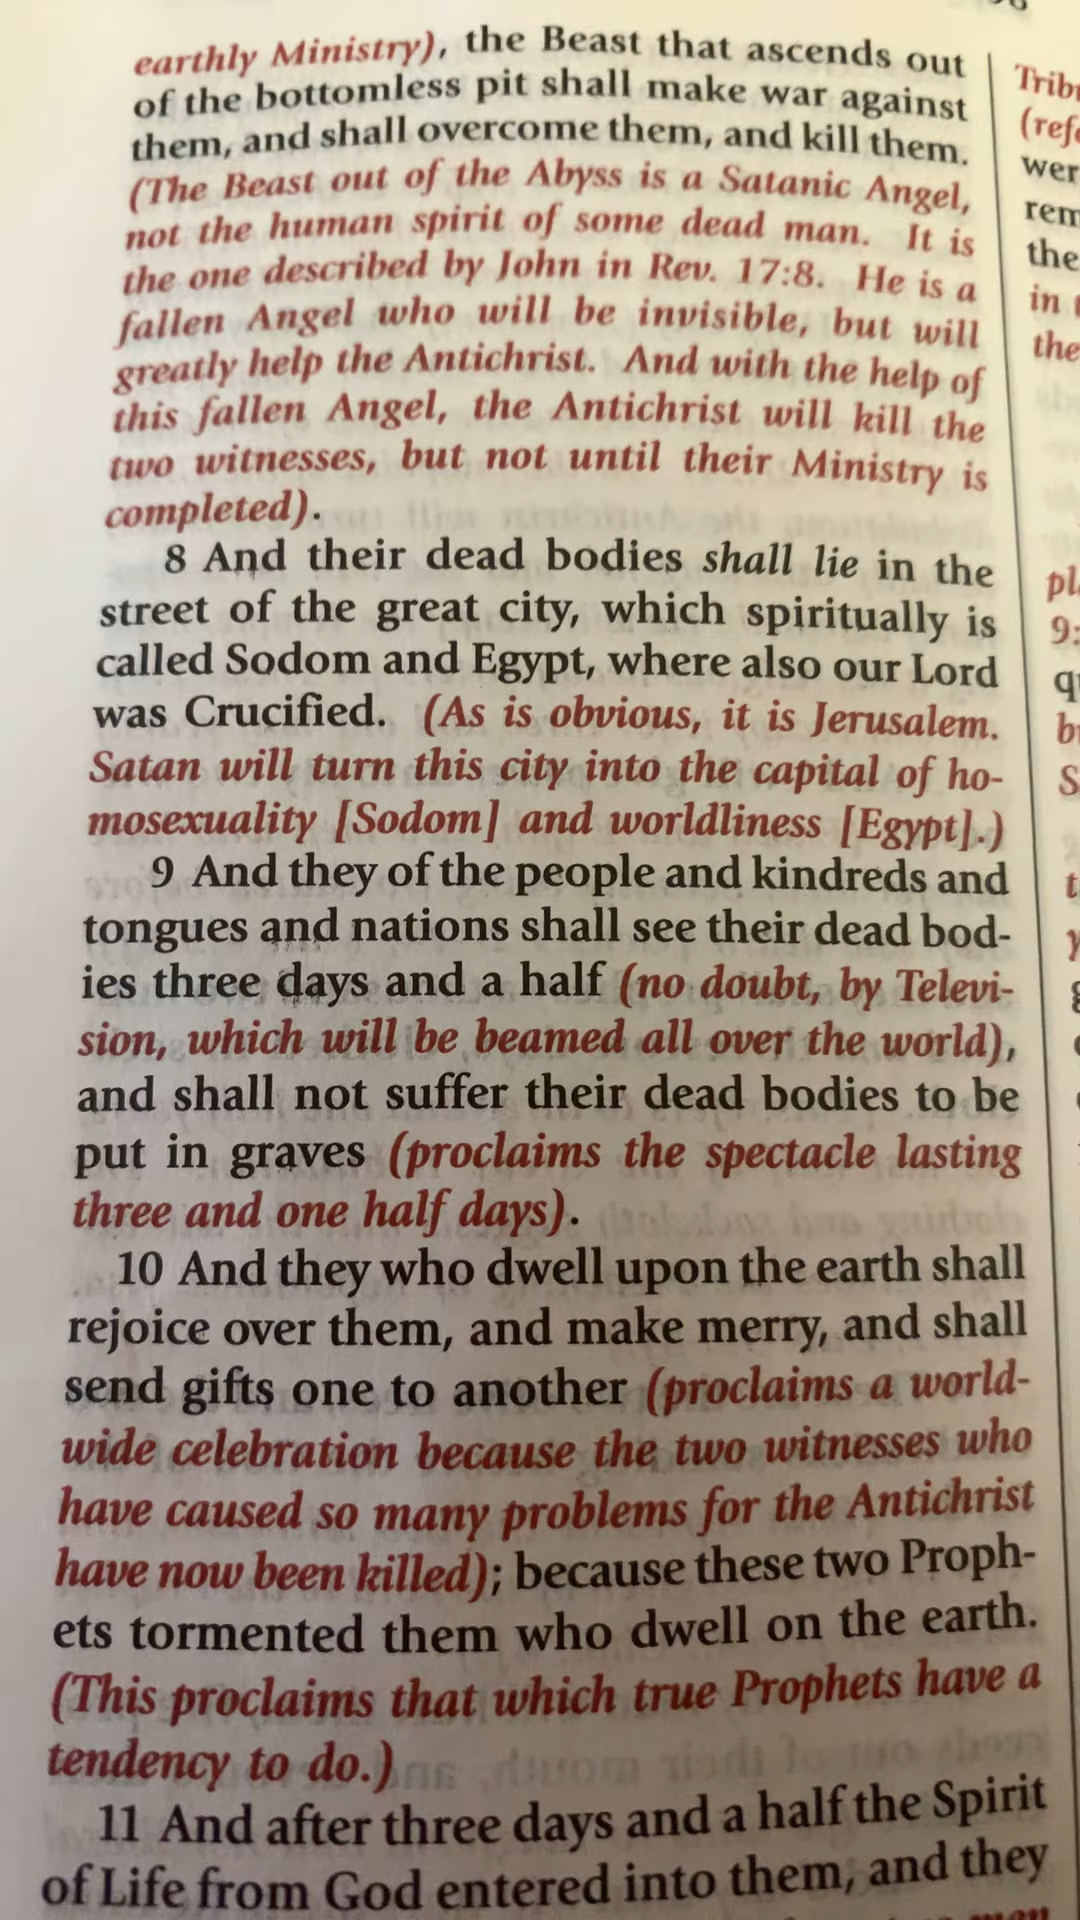 earthly Ministry), the Beast that ascends out
of the bottomless pit shall make war against
them, and shall overcome them, and kill them.
(The Beast out of the Abyss is a Satanic Angel,
not the human spirit of some dead man. It is
the one described by John in Rev. 17:8. He is a
fallen Angel who will be invisible, but will
greatly help the Antichrist. And with the help of
this fallen Angel, the Antichrist will kill the
two witnesses, but not until their Ministry is
completed).
8 And their dead bodies shall lie in the
street of the great city, which spiritually is
called Sodom and Egypt, where also our Lord
was Crucified. (As is obvious, it is Jerusalem.
Satan will turn this city into the capital of ho-
mosexuality [Sodom] and worldliness [Egypt].)
9 And they of the people and kindreds and
tongues and nations shall see their dead bod-
ies three days and a half (no doubt, by Televi-
sion, which will be beamed all over the world),
and shall not suffer their dead bodies to be
put in graves (proclaims the spectacle lasting
three and one half days).
10 And they who dwell upon the earth shall
rejoice over them, and make merry, and shall
send gifts one to another (proclaims a world-
wide celebration because the two witnesses who
have caused so many problems for the Antichrist
have now been killed); because these two Proph-
ets tormented them who dwell on the earth.
(This proclaims that which true Prophets have a
tendency to do.)
11 And after three days and a half the Spirit
of Life from God entered into them, and they
the
in
the